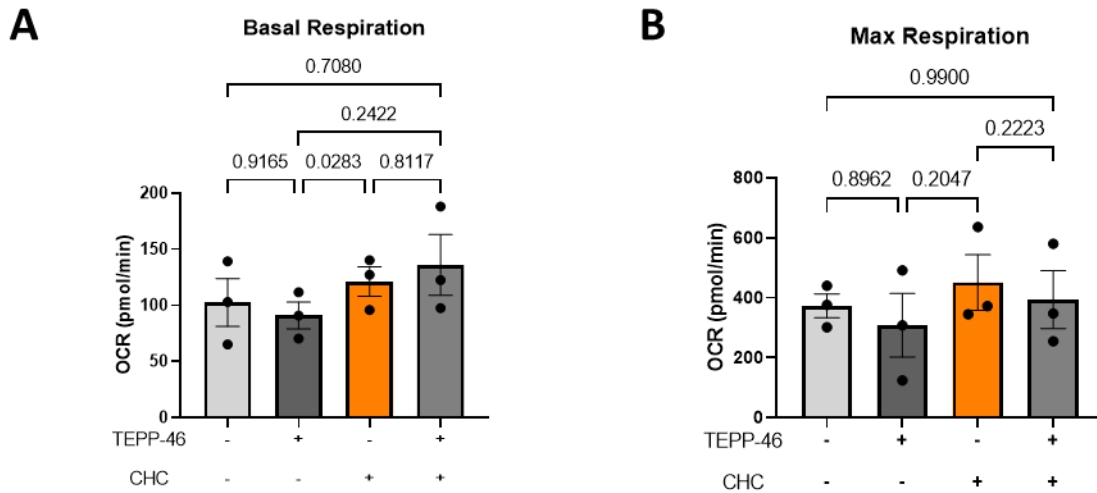 A
Basal Respiration
0.7080
0.2422
0.9165 0.0283 0.8117
200
150
100
50
0
OCR (pmol/min)
TEPP-46 - + - +
CHC - - + +
B
Max Respiration
0.9900
0.2223
0.8962 0.2047
800
600
400
200
0
OCR (pmol/min)
TEPP-46 - + - +
CHC - - + +